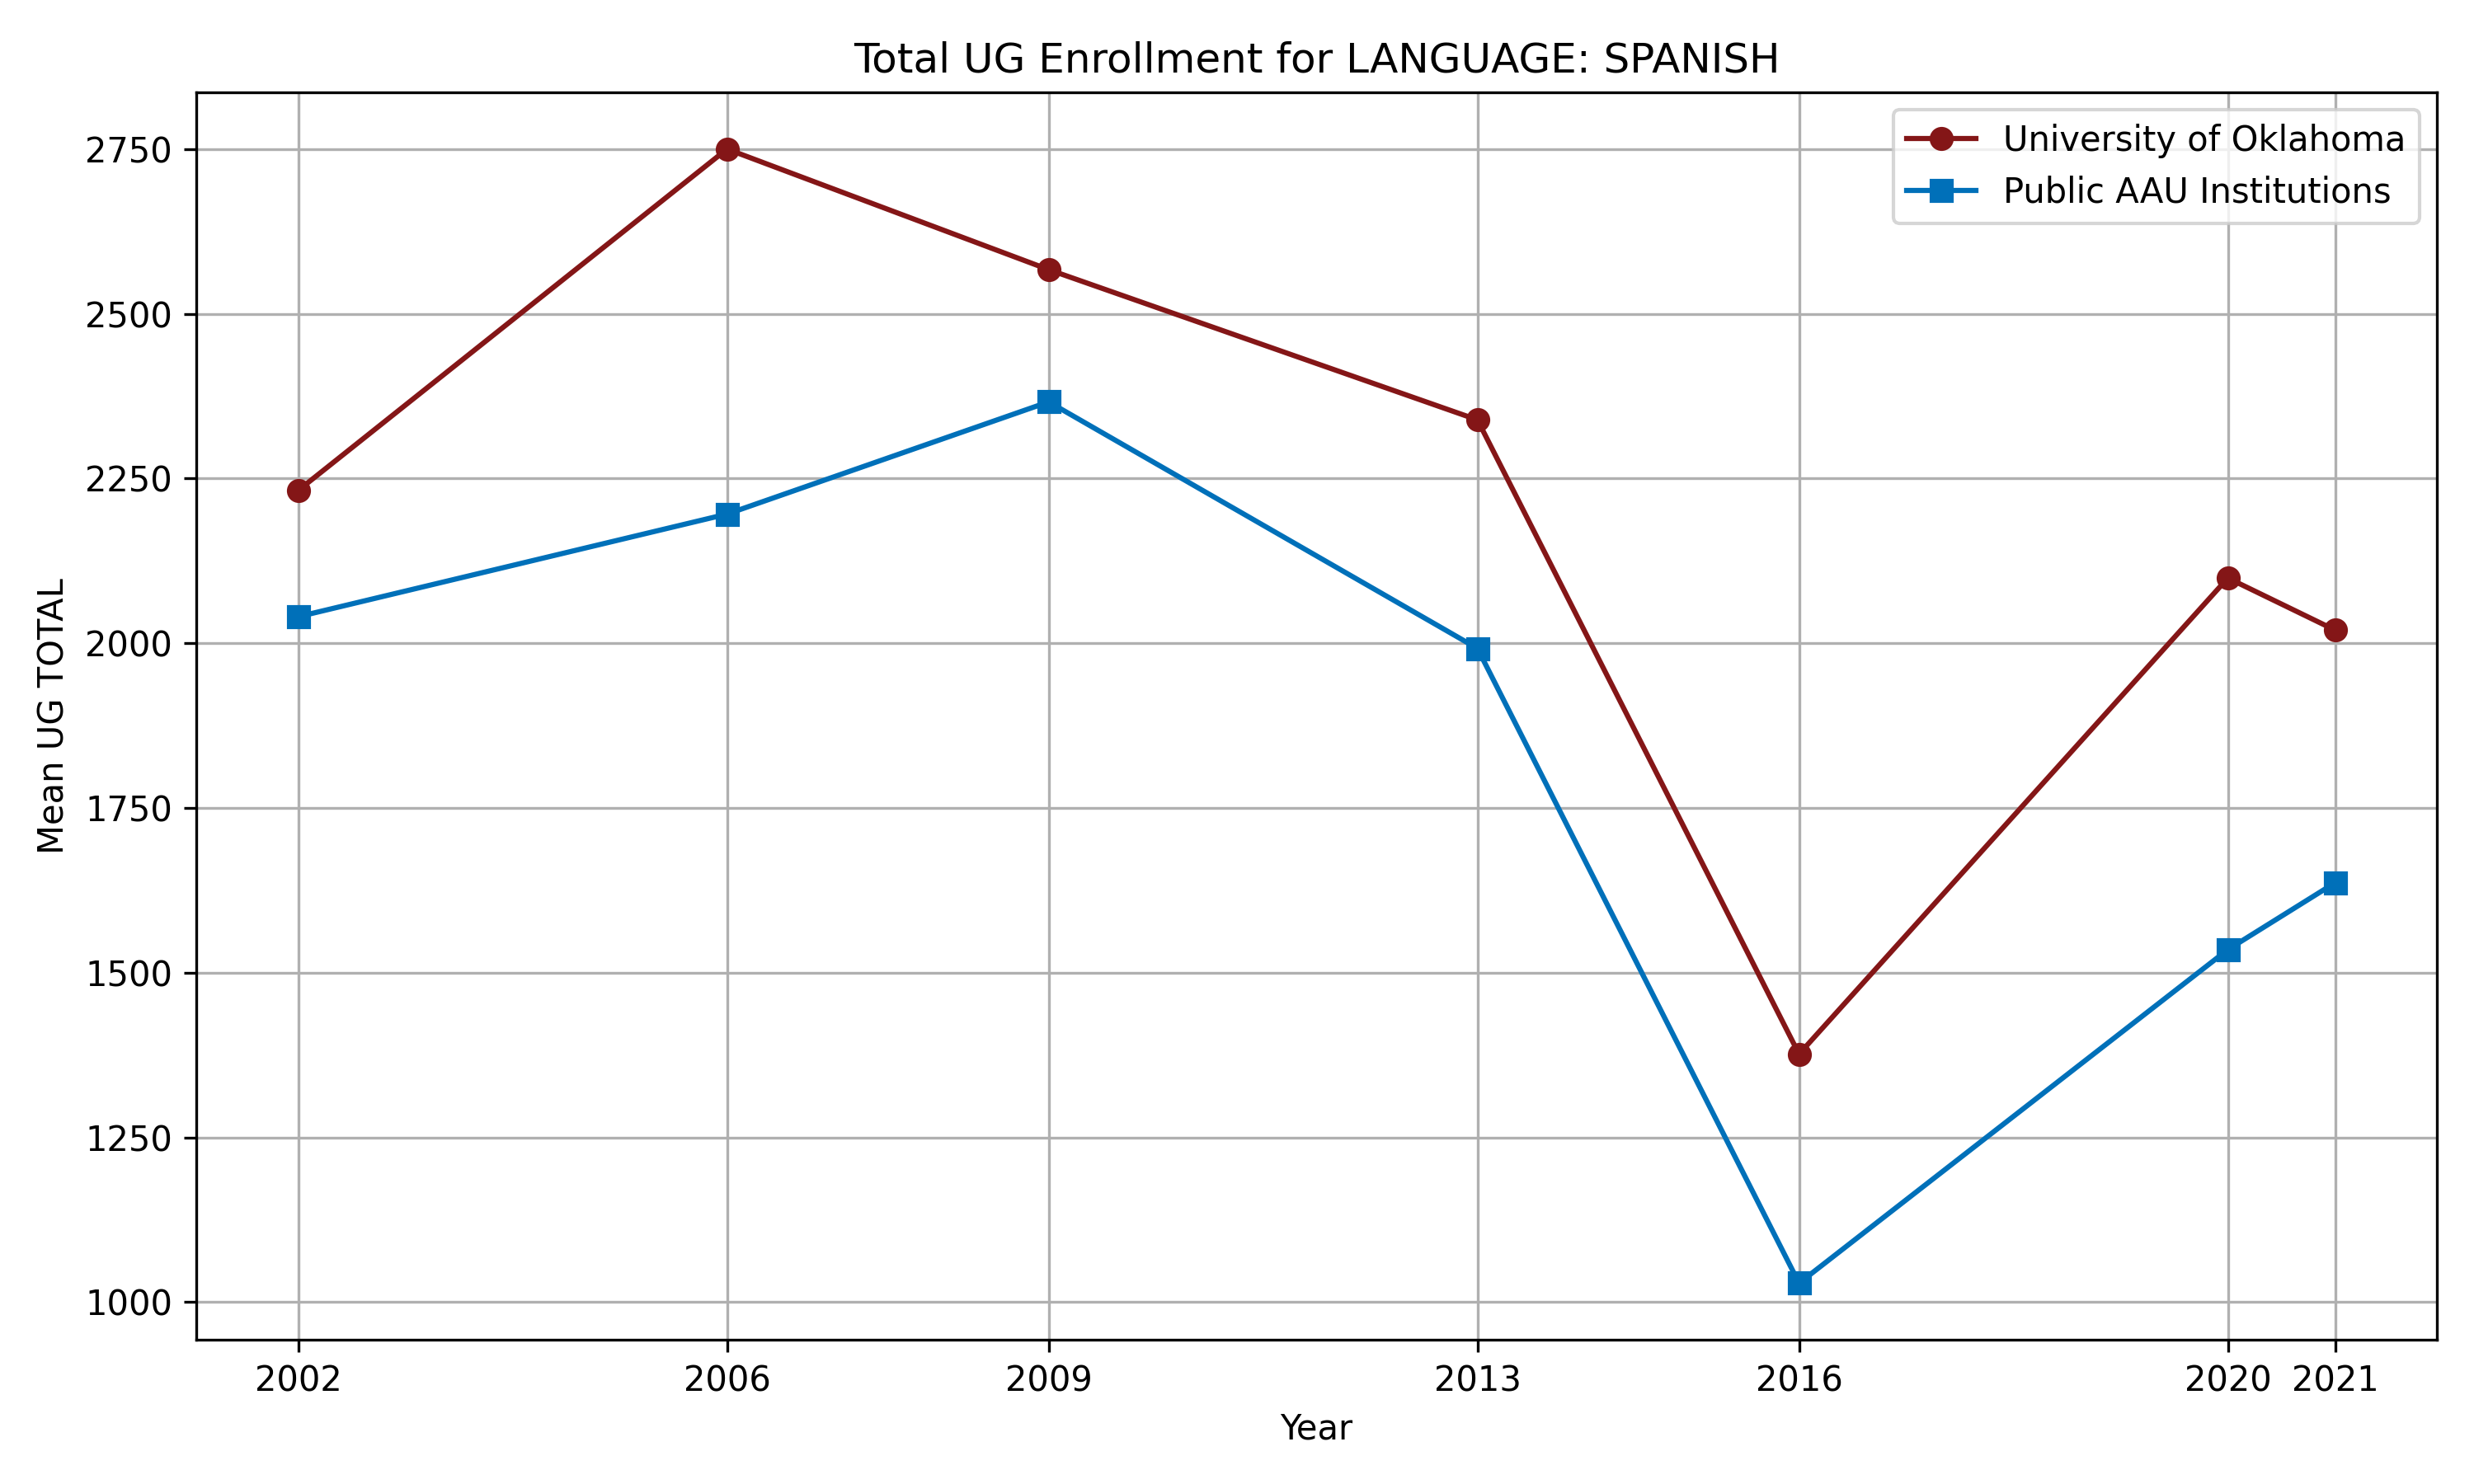 Total UG Enrollment for LANGUAGE: SPANISH
University of Oklahoma
Public AAU Institutions
Mean UG TOTAL
2750
2500
2250
2000
1750
1500
1250
1000
2002 2006 2009 2013 2016 2020 2021
Year